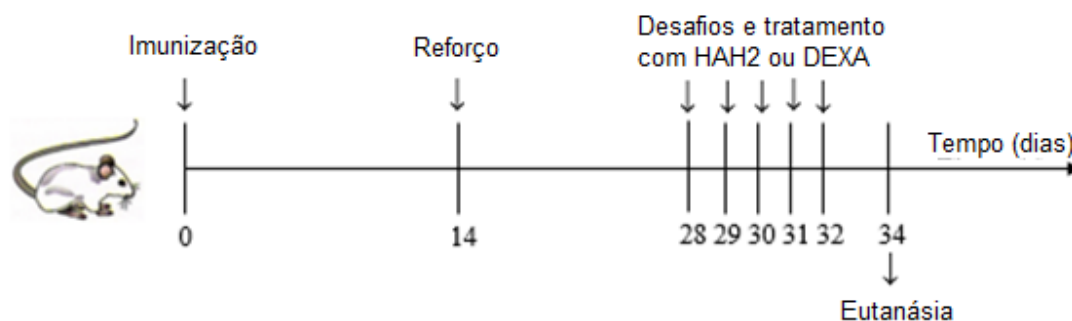 Imunização
Reforço
Desafios e tratamento
com HAH2 ou DEXA
Tempo (dias)
0
14
28 29 30 31 32
34
Eutanásia